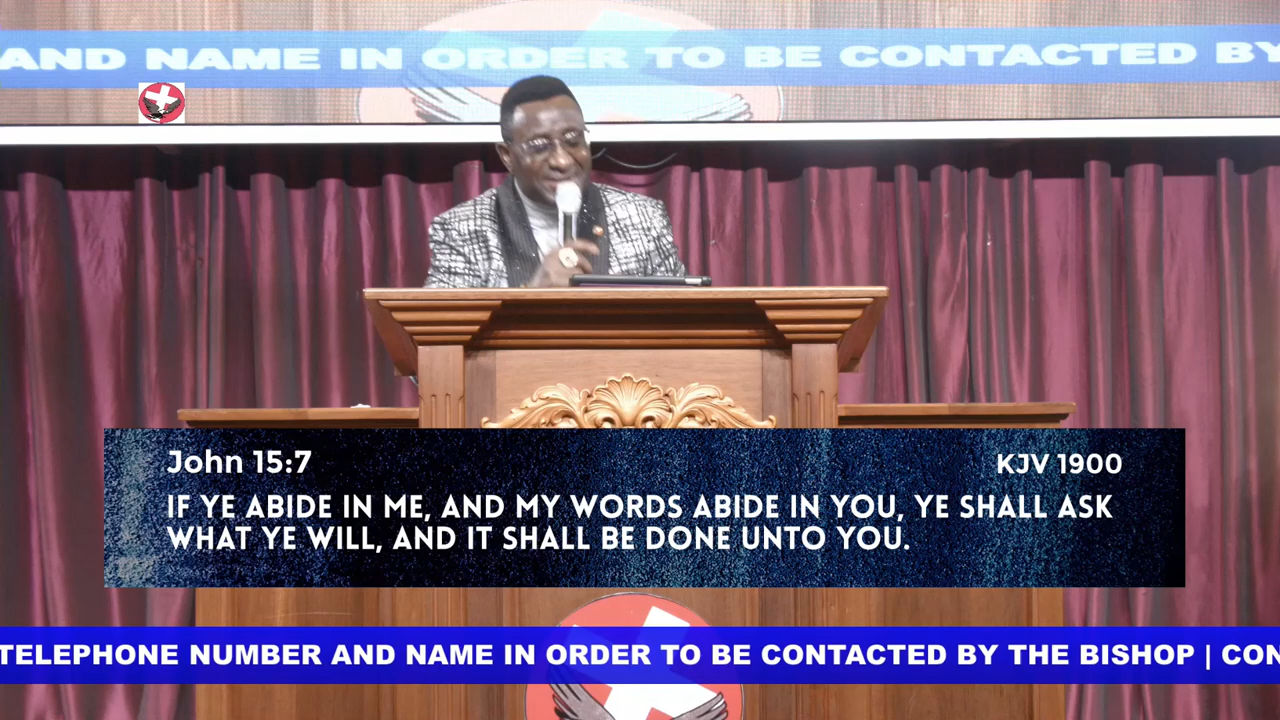 AND NAME IN ORDER TO BE CONTACTED BY
John 15:7
KJV 1900
IF YE ABIDE IN ME, AND MY WORDS ABIDE IN YOU, YE SHALL ASK
WHAT YE WILL, AND IT SHALL BE DONE UNTO YOU.
TELEPHONE NUMBER AND NAME IN ORDER TO BE CONTACTED BY THE BISHOP | CON